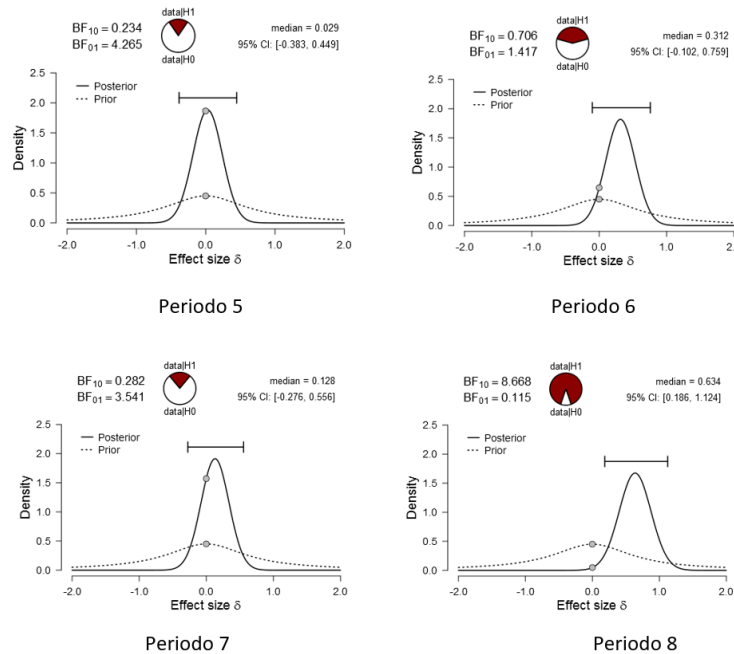 data|H1
BF10 = 0.234
BF01 = 4.265
data|H0
median = 0.029
95% CI: [-0.383, 0.449]
Posterior
Prior
2.5
2.0
1.5
1.0
0.5
0.0
Density
-2.0 -1.0 0.0 1.0 2.0
Effect size δ
Periodo 5
data|H1
BF10 = 0.706
BF01 = 1.417
data|H0
median = 0.312
95% CI: [-0.102, 0.759]
Posterior
Prior
2.5
2.0
1.5
1.0
0.5
0.0
Density
-2.0 -1.0 0.0 1.0 2.0
Effect size δ
Periodo 6
data|H1
BF10 = 0.282
BF01 = 3.541
data|H0
median = 0.128
95% CI: [-0.276, 0.556]
Posterior
Prior
2.5
2.0
1.5
1.0
0.5
0.0
Density
-2.0 -1.0 0.0 1.0 2.0
Effect size δ
Periodo 7
data|H1
BF10 = 8.668
BF01 = 0.115
data|H0
median = 0.634
95% CI: [0.186, 1.124]
Posterior
Prior
2.5
2.0
1.5
1.0
0.5
0.0
Density
-2.0 -1.0 0.0 1.0 2.0
Effect size δ
Periodo 8